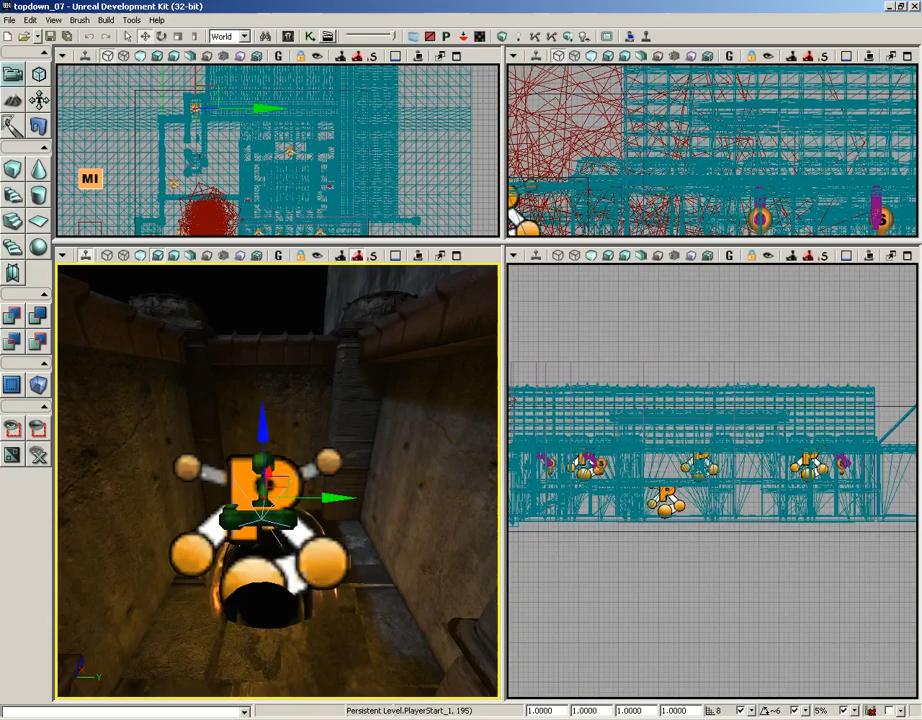 topdown_07 - Unreal Development Kit (32-bit)
File Edit View Brush Build Tools Help
World
K
P
G
S
G
S
MI
S
G
S
G
S
P
P
P
Z
Y
Persistent Level.PlayerStart_1, 195)
1.0000 1.0000 1.0000 1.0000
8
~6
5%